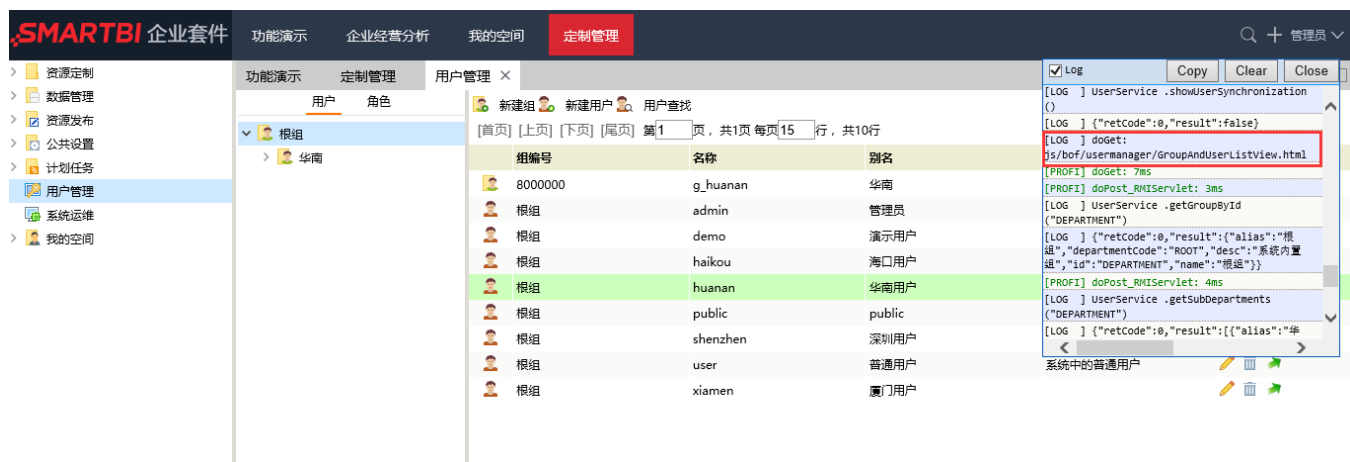 SMARTBI 企业套件 功能演示 企业经营分析 我的空间 定制管理 管理员
资源定制
数据管理
资源发布
公共设置
计划任务
用户管理
系统运维
我的空间
功能演示 定制管理 用户管理
用户 角色
根组
华南
新建组 新建用户 用户查找
[首页] [上页] [下页] [尾页] 第1 页，共1页 每页15 行，共10行
组编号 名称 别名
8000000 g_huanan 华南
根组 admin 管理员
根组 demo 演示用户
根组 haikou 海口用户
根组 huanan 华南用户
根组 public public
根组 shenzhen 深圳用户
根组 user 普通用户 系统中的普通用户
根组 xiamen 厦门用户
Log Copy Clear Close
[LOG ] UserService .showUserSynchronization
()
[LOG ] {"retCode":0,"result":false}
[LOG ] doGet:
js/bof/usermanager/GroupAndUserListView.html
[PROFI] doGet: 7ms
[PROFI] doPost_RMIServlet: 3ms
[LOG ] UserService .getGroupById
("DEPARTMENT")
[LOG ] {"retCode":0,"result":{"alias":"根
组","departmentCode":"ROOT","desc":"系统内置
组","id":"DEPARTMENT","name":"根组"}}
[PROFI] doPost_RMIServlet: 4ms
[LOG ] UserService .getSubDepartments
("DEPARTMENT")
[LOG ] {"retCode":0,"result":[{"alias":"华